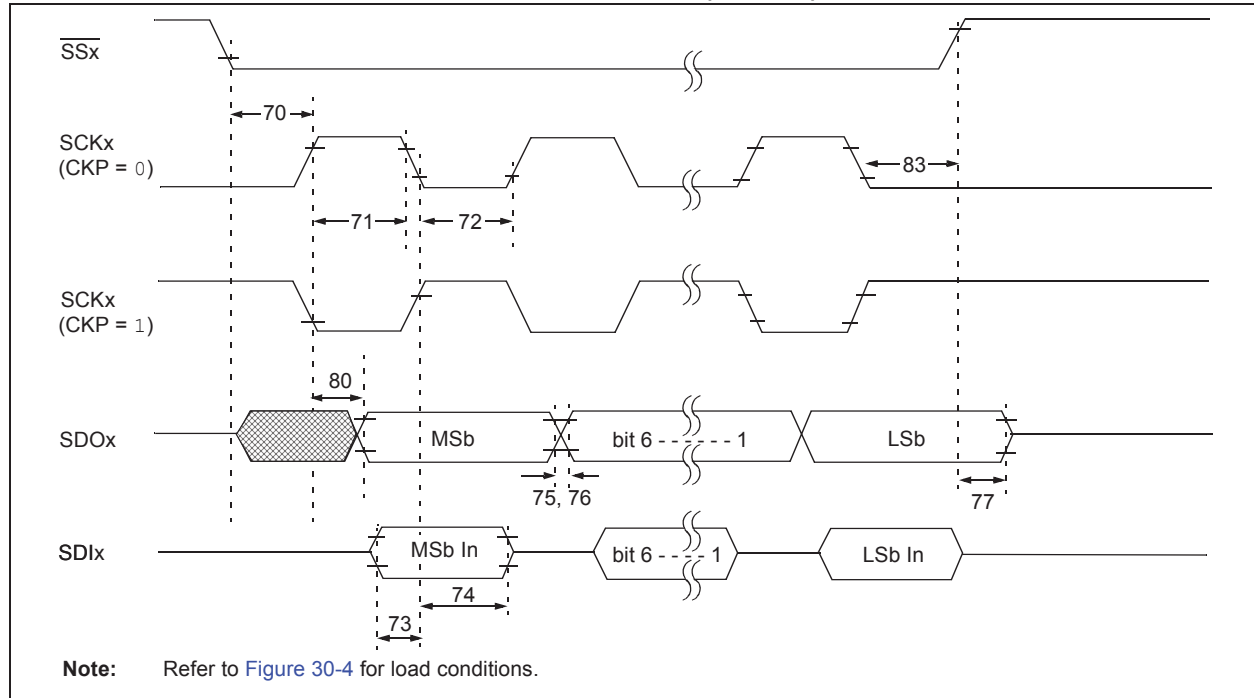 SSx
70
SCKx
(CKP = 0)
83
71
72
SCKx
(CKP = 1)
80
SDOx
MSb
bit 6 - - - - - - 1
LSb
75, 76
77
SDIx
MSb In
bit 6 - - - - 1
LSb In
74
73
Note: Refer to Figure 30-4 for load conditions.